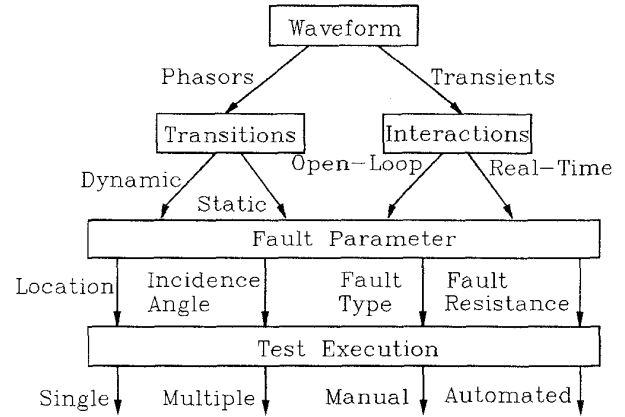 Waveform
Phasors
Transients
Transitions
Interactions
Dynamic
Static
Open-Loop
Real-Time
Fault Parameter
Location
Incidence
Angle
Fault
Type
Fault
Resistance
Test Execution
Single
Multiple
Manual
Automated